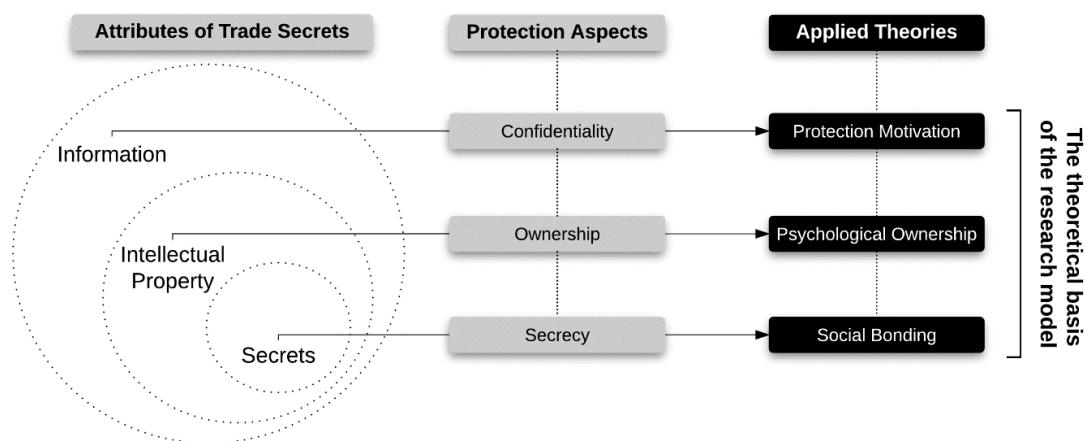 Attributes of Trade Secrets
Protection Aspects
Applied Theories
Information
Confidentiality
Protection Motivation
Intellectual
Property
Ownership
Psychological Ownership
Secrets
Secrecy
Social Bonding
The theoretical basis
of the research model